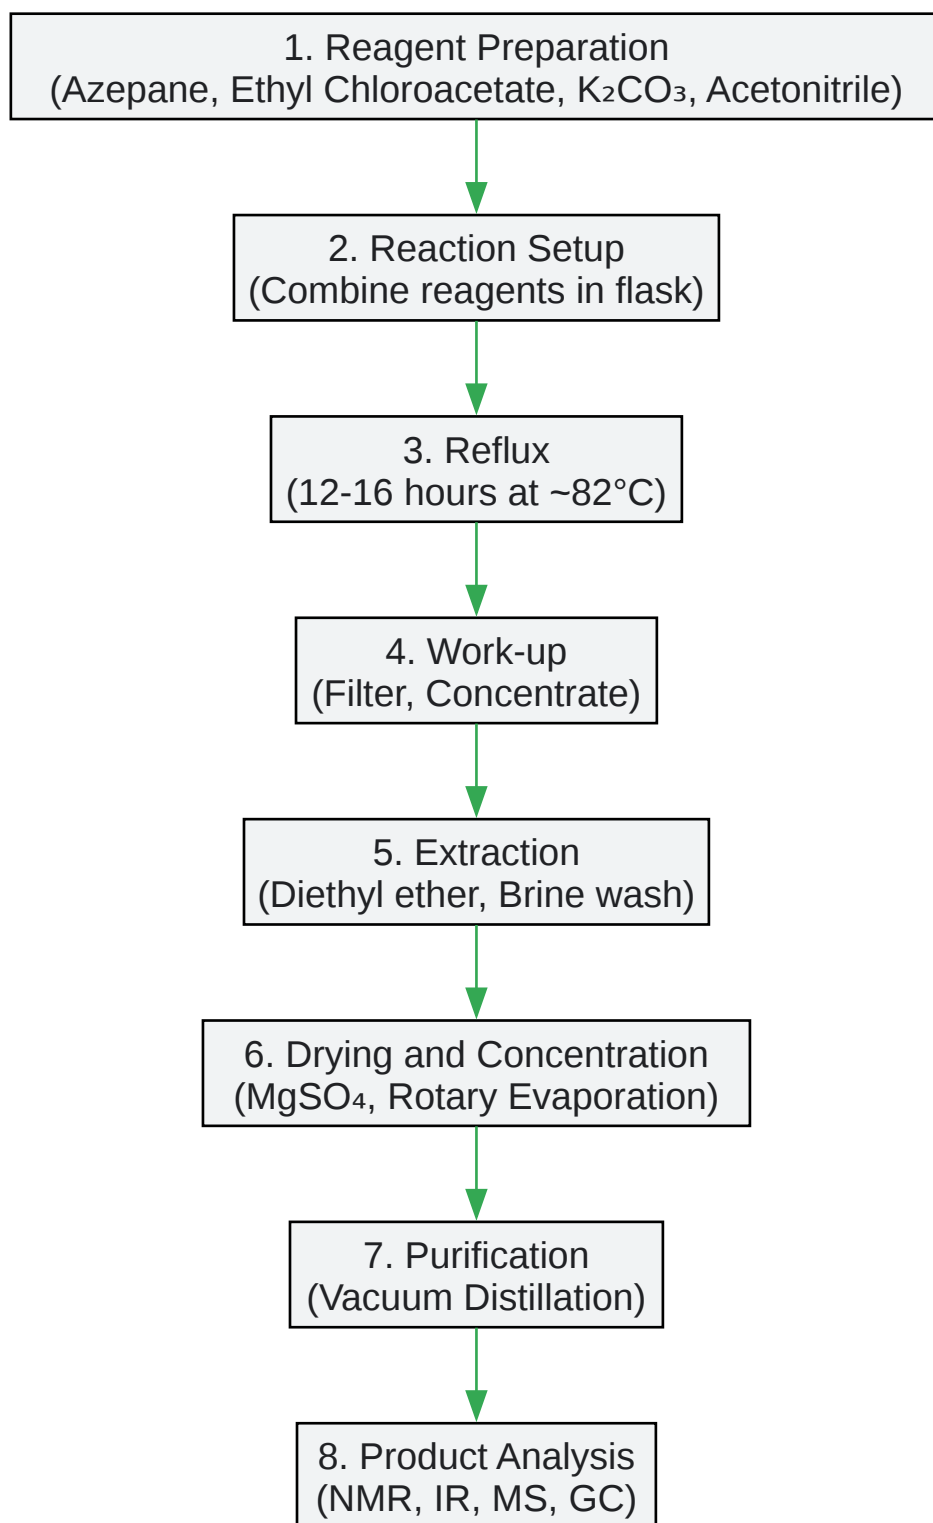 1. Reagent Preparation
(Azepane, Ethyl Chloroacetate, K₂CO₃, Acetonitrile)
2. Reaction Setup
(Combine reagents in flask)
3. Reflux
(12-16 hours at ~82°C)
4. Work-up
(Filter, Concentrate)
5. Extraction
(Diethyl ether, Brine wash)
6. Drying and Concentration
(MgSO₄, Rotary Evaporation)
7. Purification
(Vacuum Distillation)
8. Product Analysis
(NMR, IR, MS, GC)